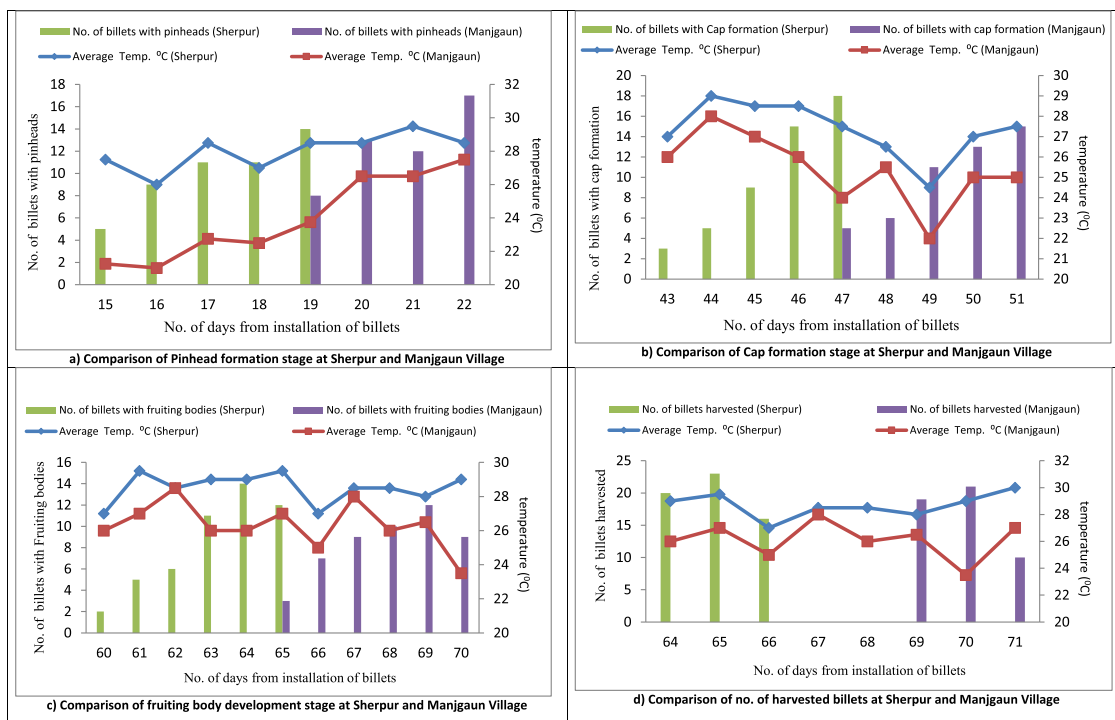 No. of billets with pinheads (Sherpur)
No. of billets with pinheads (Manjgaun)
Average Temp. ⁰C (Sherpur)
Average Temp. ⁰C (Manjgaun)
No. of billets with pinheads
18
16
14
12
10
8
6
4
2
0
32
30
28
26
24
22
20
temperature (⁰C)
15 16 17 18 19 20 21 22
No. of days from installation of billets
a) Comparison of Pinhead formation stage at Sherpur and Manjgaun Village
No. of billets with Cap formation (Sherpur)
No. of billets with cap formation (Manjgaun)
Average Temp. ⁰C (Sherpur)
Average Temp. ⁰C (Manjgaun)
No. of billets with cap formation
20
18
16
14
12
10
8
6
4
2
0
30
29
28
27
26
25
24
23
22
21
20
temperature (⁰C)
43 44 45 46 47 48 49 50 51
No. of days from installation of billets
b) Comparison of Cap formation stage at Sherpur and Manjgaun Village
No. of billets with fruiting bodies (Sherpur)
No. of billets with fruiting bodies (Manjgaun)
Average Temp. ⁰C (Sherpur)
Average Temp. ⁰C (Manjgaun)
No. of billets with Fruiting bodies
16
14
12
10
8
6
4
2
0
30
28
26
24
22
20
temperature (⁰C)
60 61 62 63 64 65 66 67 68 69 70
No. of days from installation of billets
c) Comparison of fruiting body development stage at Sherpur and Manjgaun Village
No. of billets harvested (Sherpur)
No. of billets harvested (Manjgaun)
Average Temp. ⁰C (Sherpur)
Average Temp. ⁰C (Manjgaun)
No. of billets harvested
25
20
15
10
5
0
32
30
28
26
24
22
20
temperature (⁰C)
64 65 66 67 68 69 70 71
No. of days from installation of billets
d) Comparison of no. of harvested billets at Sherpur and Manjgaun Village